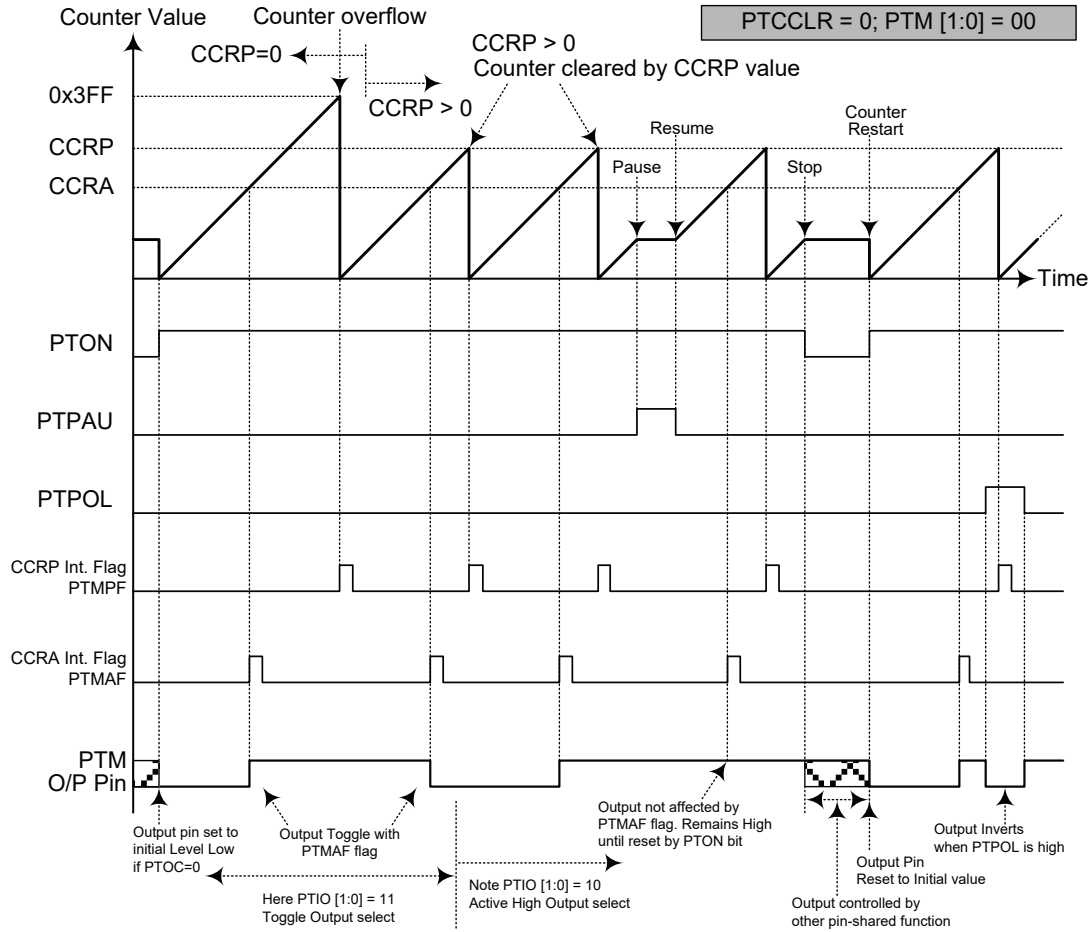 Counter Value
Counter overflow
PTCCLR = 0; PTM [1:0] = 00
CCRP=0
CCRP > 0
CCRP > 0
Counter cleared by CCRP value
0x3FF
CCRP
CCRA
Pause
Resume
Stop
Counter
Restart
Time
PTON
PTPAU
PTPOL
CCRP Int. Flag
PTMPF
CCRA Int. Flag
PTMAF
PTM
O/P Pin
Output pin set to
initial Level Low
if PTOC=0
Output Toggle with
PTMAF flag
Output not affected by
PTMAF flag. Remains High
until reset by PTON bit
Output Inverts
when PTPOL is high
Output Pin
Reset to Initial value
Here PTIO [1:0] = 11
Toggle Output select
Note PTIO [1:0] = 10
Active High Output select
Output controlled by
other pin-shared function